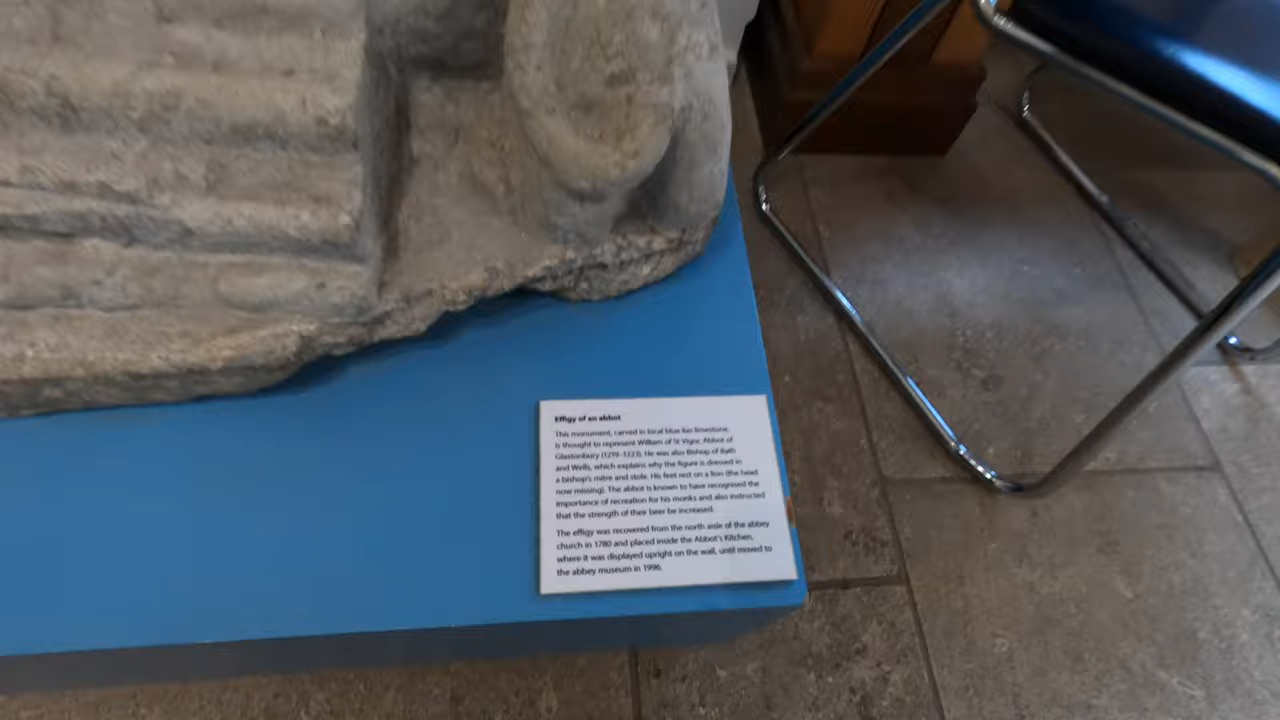 Effigy of an abbot
This monument, carved in local blue lias limestone,
is thought to represent William of St Vigor, Abbot of
Glastonbury (1219–1223). He was also Bishop of Bath
and Wells, which explains why the figure is dressed in
a bishop's mitre and stole. His feet rest on a lion (the head
now missing). The abbot is known to have recognised the
importance of recreation for his monks and also instructed
that the strength of their beer be increased.
The effigy was recovered from the north aisle of the abbey
church in 1780 and placed inside the Abbot's Kitchen,
where it was displayed upright on the wall, until moved to
the abbey museum in 1996.